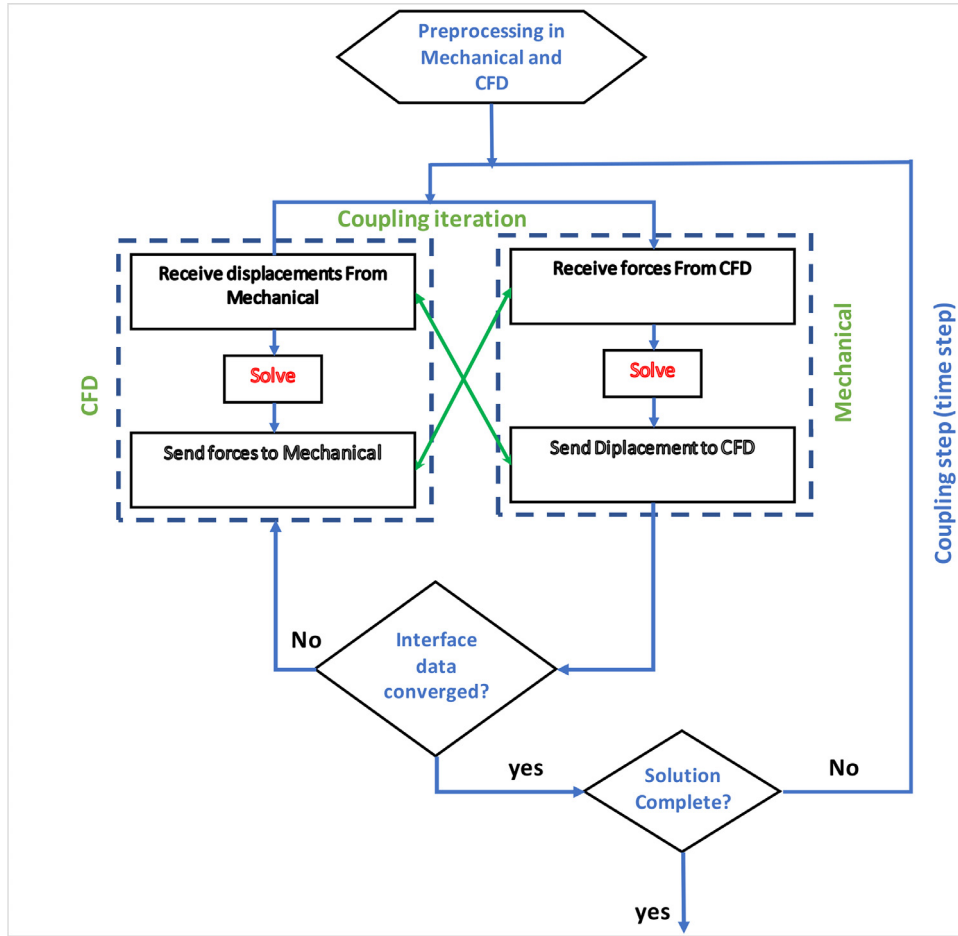 Preprocessing in
Mechanical and
CFD
Coupling iteration
Receive displacements From
Mechanical
Solve
Send forces to Mechanical
CFD
Receive forces From CFD
Solve
Send Diplacement to CFD
Mechanical
Coupling step (time step)
No
Interface
data
converged?
yes
Solution
Complete?
No
yes